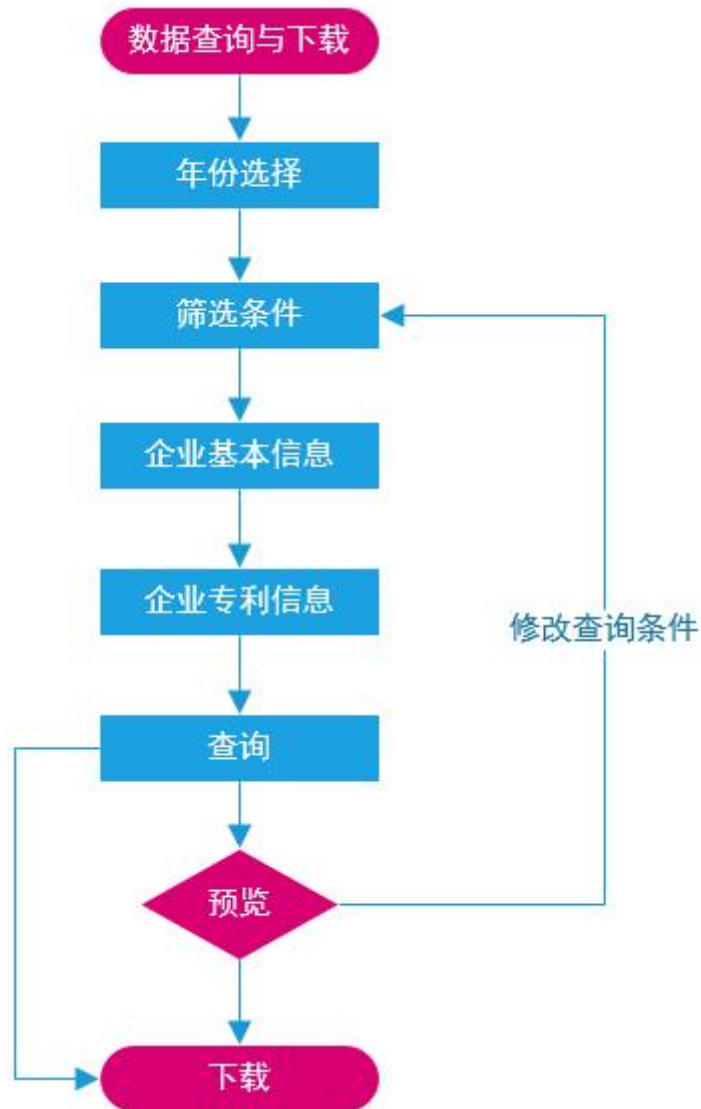 数据查询与下载
年份选择
筛选条件
企业基本信息
企业专利信息
修改查询条件
查询
预览
下载